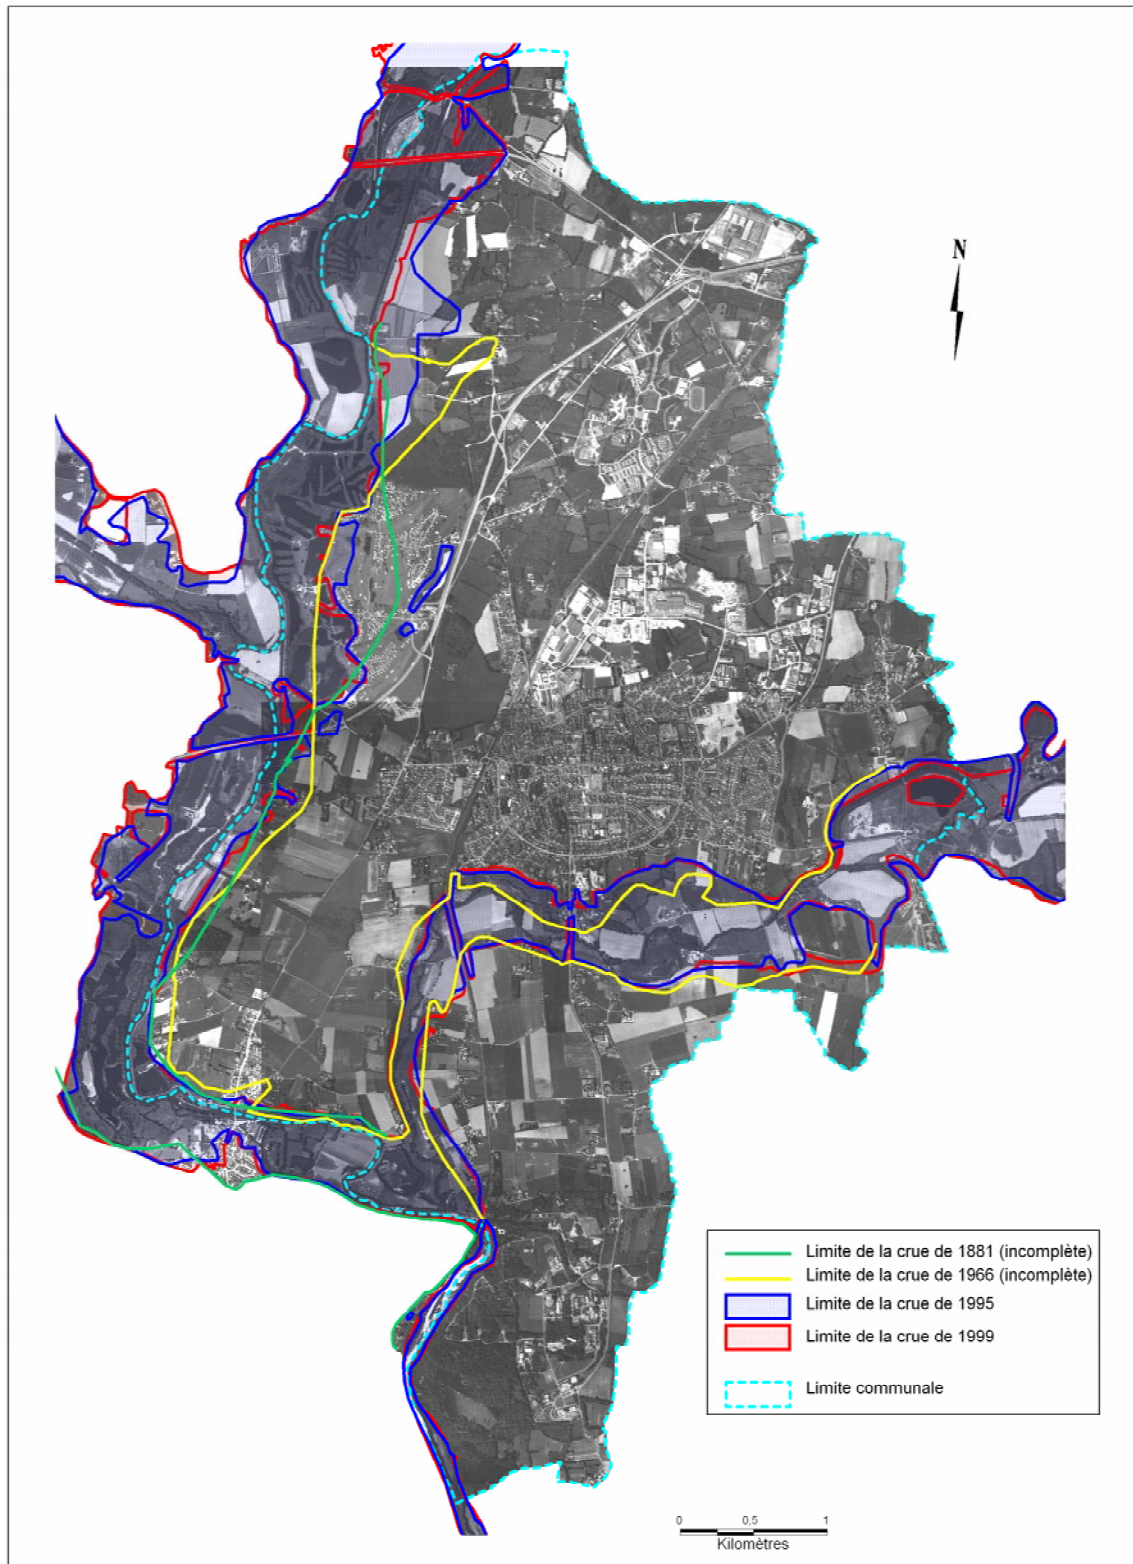 N
Limite de la crue de 1881 (incomplète)
Limite de la crue de 1966 (incomplète)
Limite de la crue de 1995
Limite de la crue de 1999
Limite communale
0 0,5 1
Kilomètres